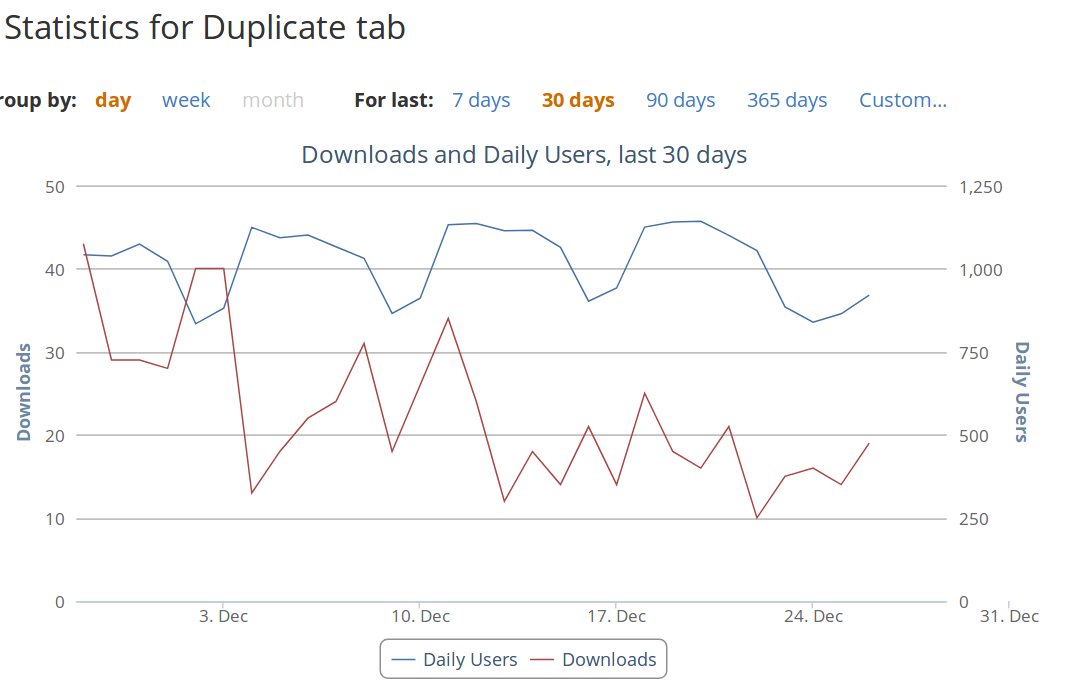 Statistics for Duplicate tab
roup by: day week month For last: 7 days 30 days 90 days 365 days Custom...
Downloads and Daily Users, last 30 days
50 1,250
40 1,000
30 750
20 500
10 250
0 0
Downloads
Daily Users
3. Dec 10. Dec 17. Dec 24. Dec 31. Dec
Daily Users Downloads